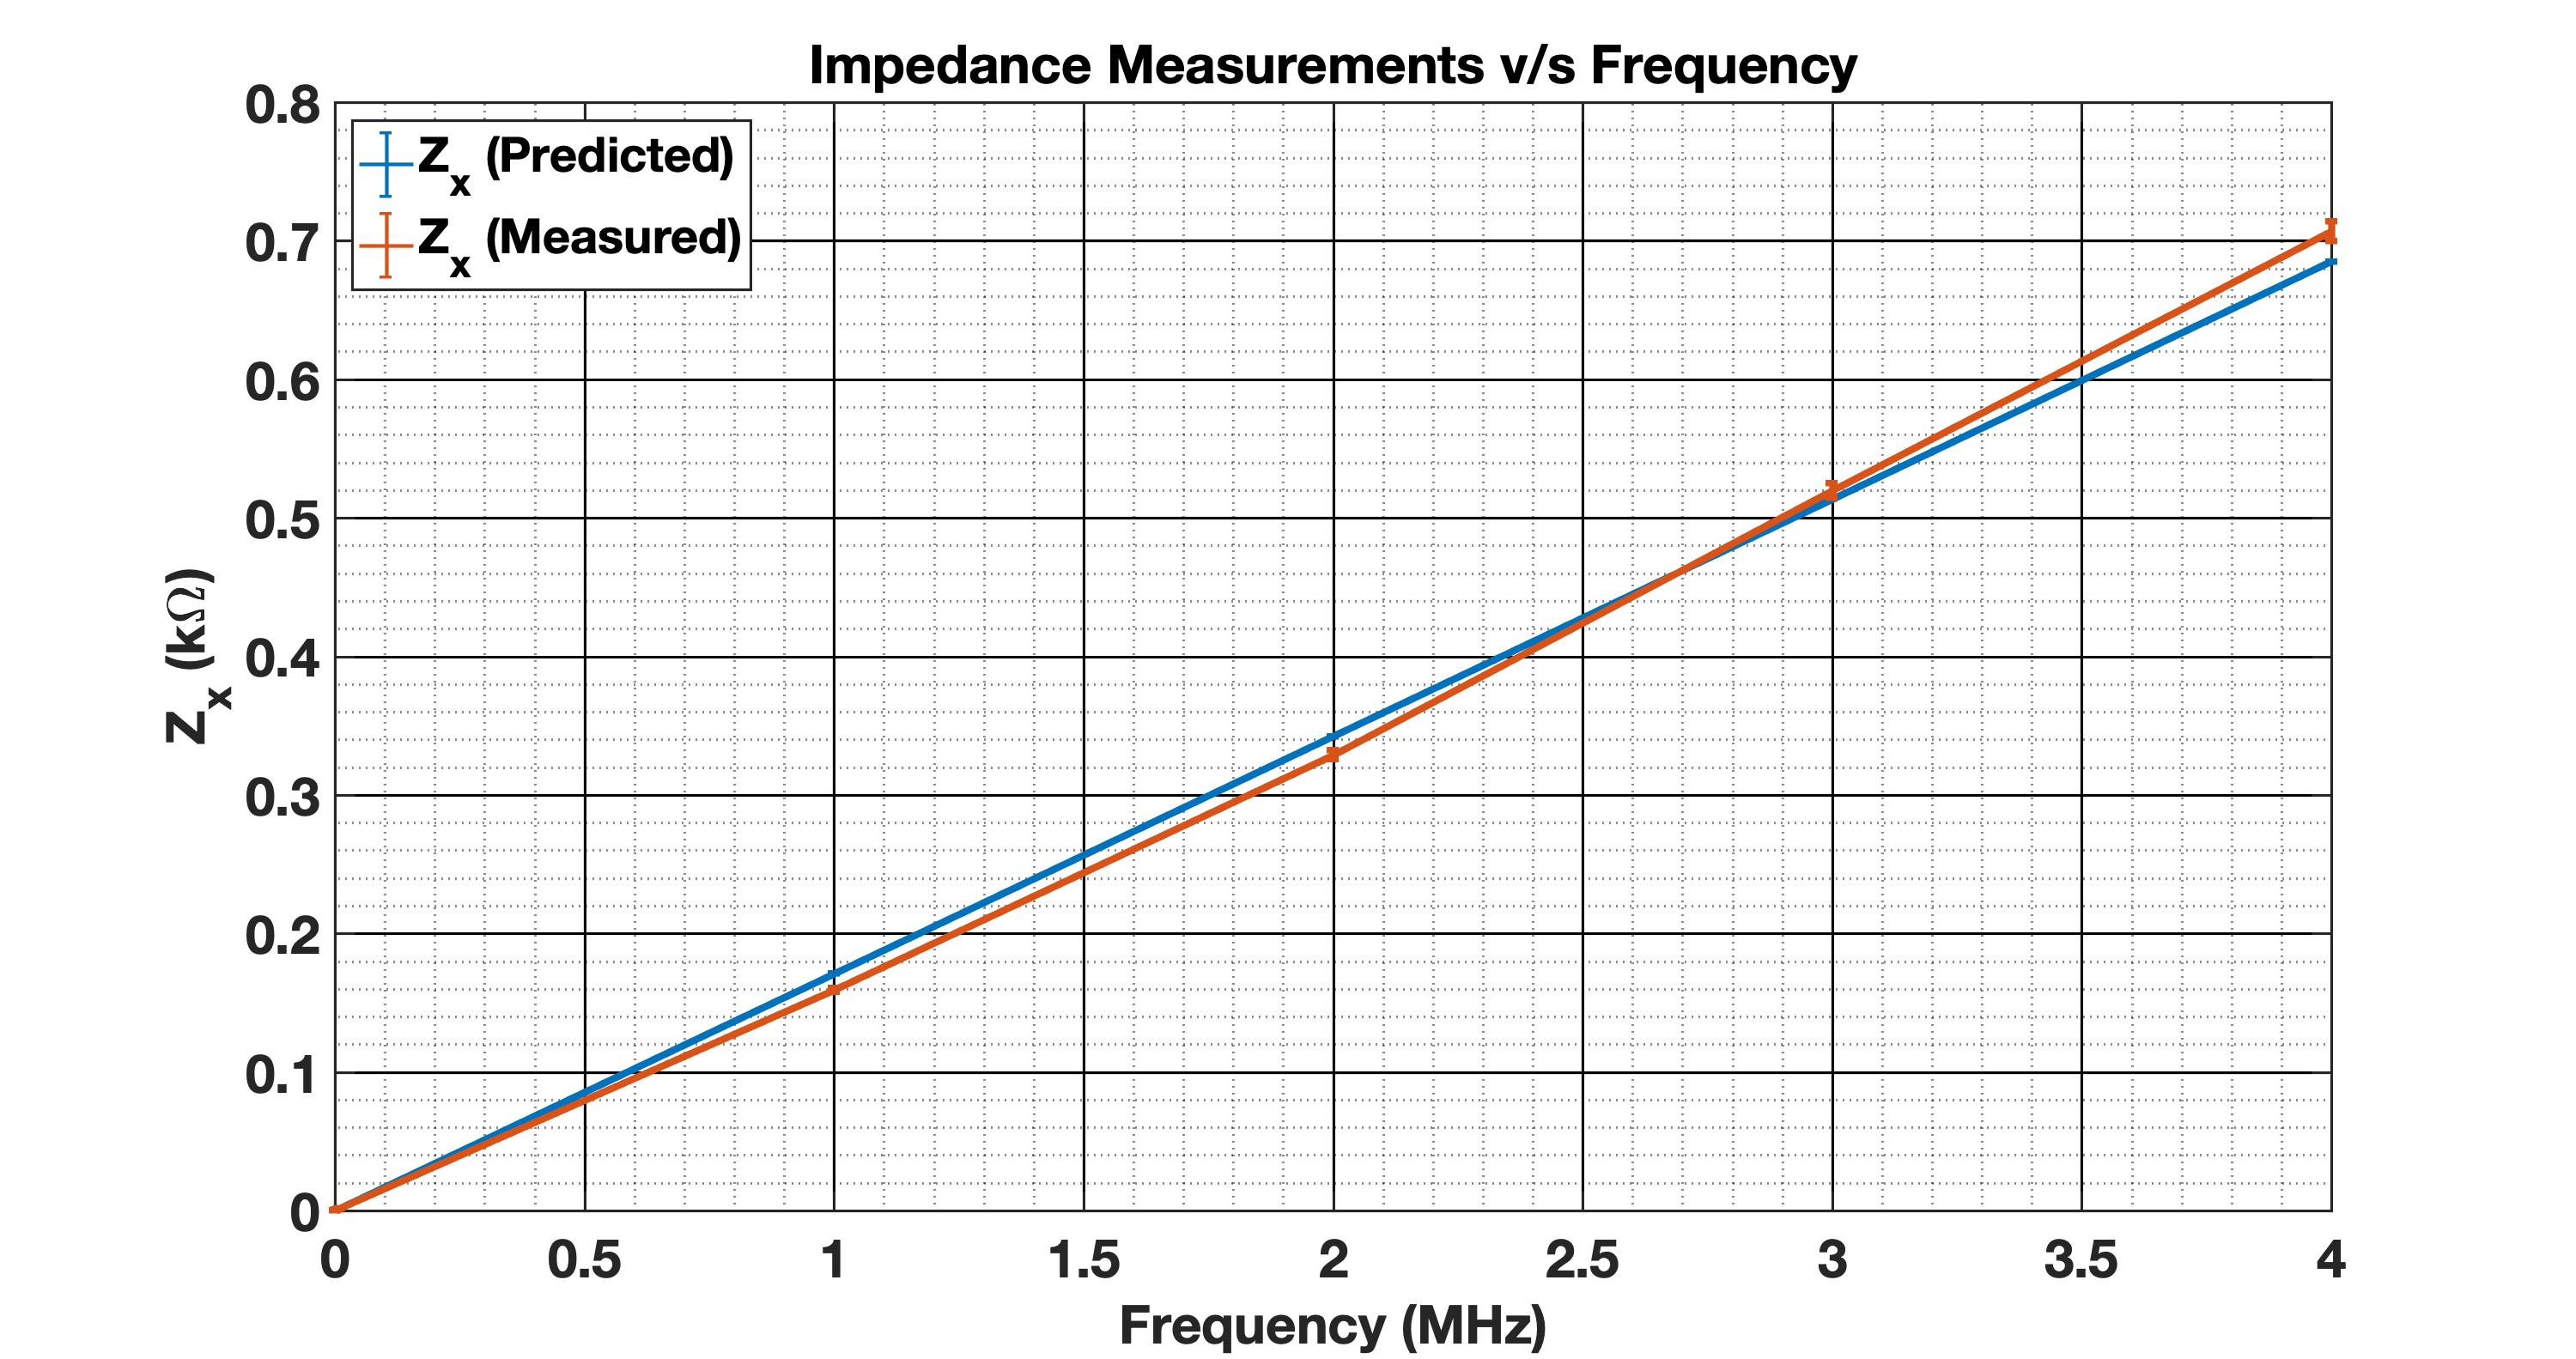 Impedance Measurements v/s Frequency
Zx (Predicted)
Zx (Measured)
Zx (kΩ)
0.8
0.7
0.6
0.5
0.4
0.3
0.2
0.1
0
0 0.5 1 1.5 2 2.5 3 3.5 4
Frequency (MHz)